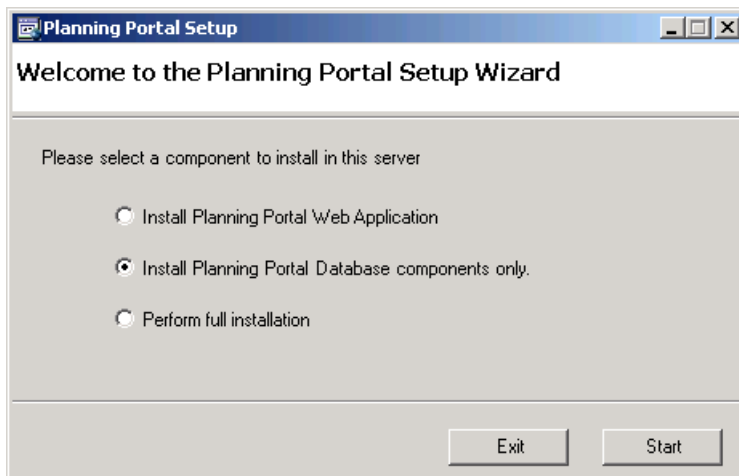 Planning Portal Setup
Welcome to the Planning Portal Setup Wizard
Please select a component to install in this server
Install Planning Portal Web Application
Install Planning Portal Database components only.
Perform full installation
Exit Start